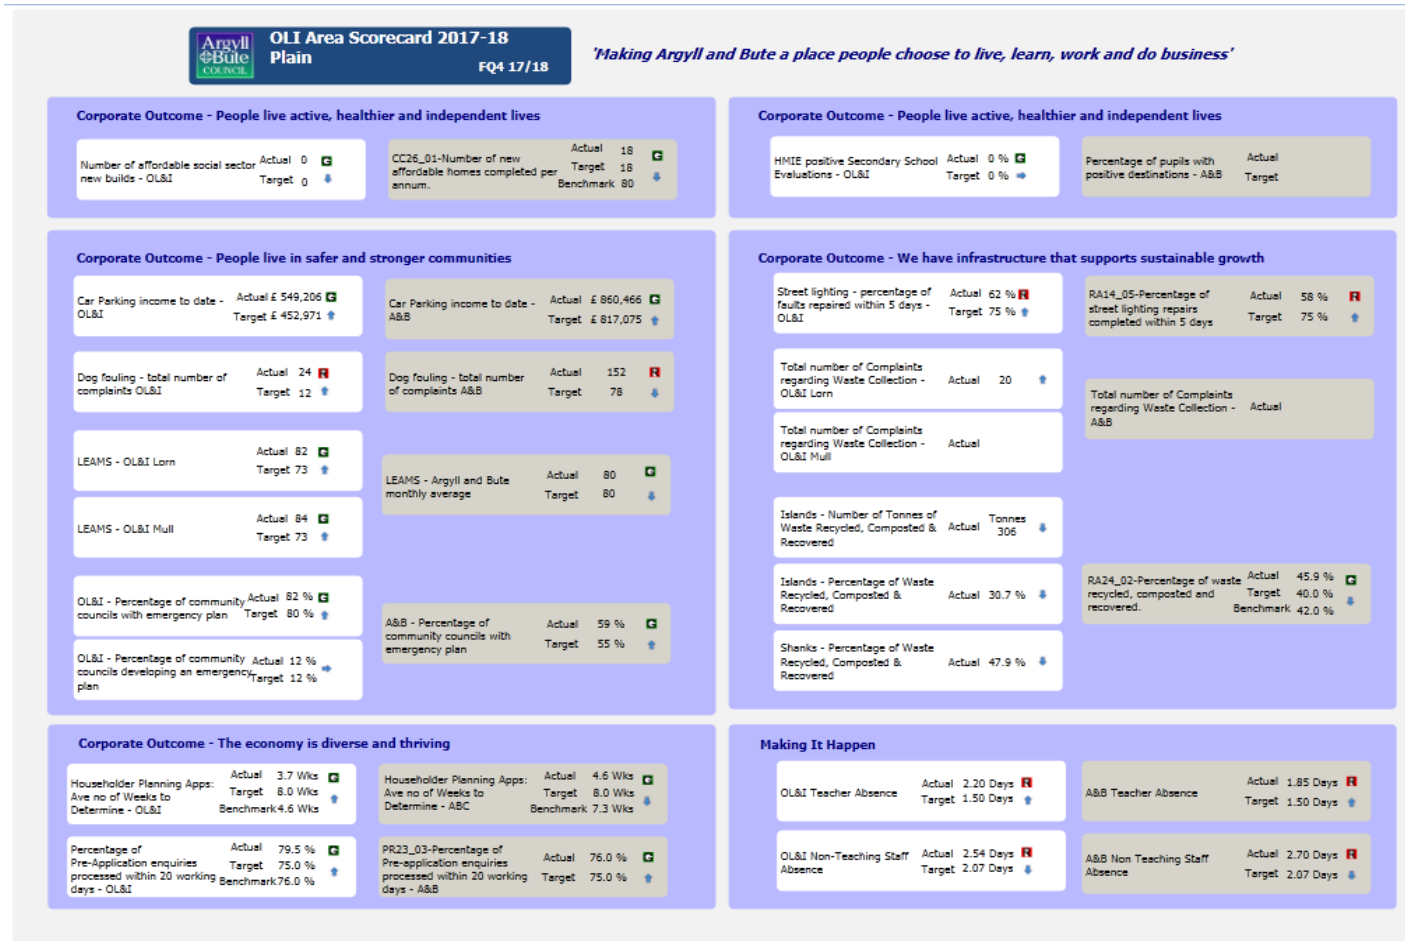 Argyll
&Bute
COUNCIL
OLI Area Scorecard 2017-18
Plain
FQ4 17/18
'Making Argyll and Bute a place people choose to live, learn, work and do business'
Corporate Outcome - People live active, healthier and independent lives
Number of affordable social sector
new builds - OL&I
Actual 0 G
Target 0
CC26_01-Number of new
affordable homes completed per
annum.
Actual 18 G
Target 18
Benchmark 80
Corporate Outcome - People live active, healthier and independent lives
HMIE positive Secondary School
Evaluations - OL&I
Actual 0 % G
Target 0 %
Percentage of pupils with
positive destinations - A&B
Actual
Target
Corporate Outcome - People live in safer and stronger communities
Car Parking income to date -
OL&I
Actual £ 549,206 G
Target £ 452,971
Car Parking income to date -
A&B
Actual £ 860,466 G
Target £ 817,075
Dog fouling - total number of
complaints OL&I
Actual 24 R
Target 12
Dog fouling - total number
of complaints A&B
Actual 152 R
Target 78
LEAMS - OL&I Lorn
Actual 82 G
Target 73
LEAMS - Argyll and Bute
monthly average
Actual 80 G
Target 80
LEAMS - OL&I Mull
Actual 84 G
Target 73
OL&I - Percentage of community
councils with emergency plan
Actual 82 % G
Target 80 %
A&B - Percentage of
community councils with
emergency plan
Actual 59 % G
Target 55 %
OL&I - Percentage of community
councils developing an emergency
plan
Actual 12 %
Target 12 %
Corporate Outcome - We have infrastructure that supports sustainable growth
Street lighting - percentage of
faults repaired within 5 days -
OL&I
Actual 62 % R
Target 75 %
RA14_05-Percentage of
street lighting repairs
completed within 5 days
Actual 58 % R
Target 75 %
Total number of Complaints
regarding Waste Collection -
OL&I Lorn
Actual 20
Total number of Complaints
regarding Waste Collection -
A&B
Actual
Total number of Complaints
regarding Waste Collection -
OL&I Mull
Actual
Islands - Number of Tonnes of
Waste Recycled, Composted &
Recovered
Actual Tonnes
306
Islands - Percentage of Waste
Recycled, Composted &
Recovered
Actual 30.7 %
RA24_02-Percentage of waste
recycled, composted and
recovered.
Actual 45.9 % G
Target 40.0 %
Benchmark 42.0 %
Shanks - Percentage of Waste
Recycled, Composted &
Recovered
Actual 47.9 %
Corporate Outcome - The economy is diverse and thriving
Householder Planning Apps:
Ave no of Weeks to
Determine - OL&I
Actual 3.7 Wks G
Target 8.0 Wks
Benchmark 4.6 Wks
Householder Planning Apps:
Ave no of Weeks to
Determine - ABC
Actual 4.6 Wks G
Target 8.0 Wks
Benchmark 7.3 Wks
Percentage of
Pre-Application enquiries
processed within 20 working
days - OL&I
Actual 79.5 % G
Target 75.0 %
Benchmark 76.0 %
PR23_03-Percentage of
Pre-application enquiries
processed within 20 working
days - A&B
Actual 76.0 % G
Target 75.0 %
Making It Happen
OL&I Teacher Absence
Actual 2.20 Days R
Target 1.50 Days
A&B Teacher Absence
Actual 1.85 Days R
Target 1.50 Days
OL&I Non-Teaching Staff
Absence
Actual 2.54 Days R
Target 2.07 Days
A&B Non Teaching Staff
Absence
Actual 2.70 Days R
Target 2.07 Days